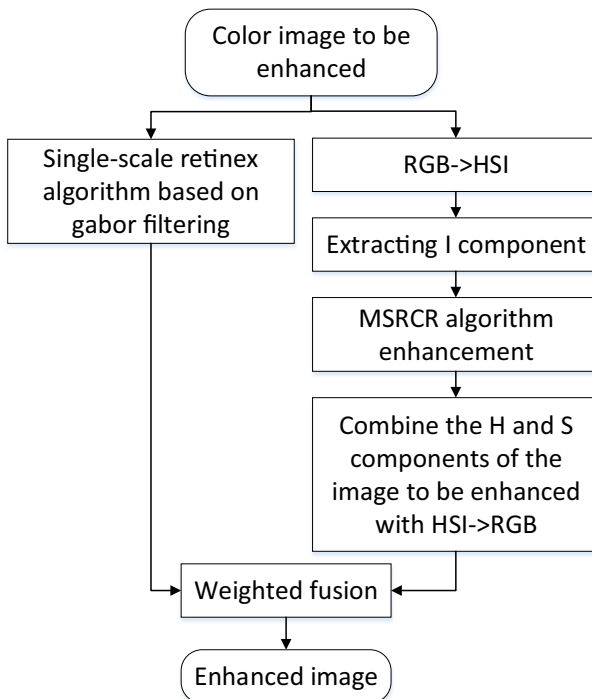 Color image to be
enhanced
Single-scale retinex
algorithm based on
gabor filtering
RGB->HSI
Extracting I component
MSRCR algorithm
enhancement
Combine the H and S
components of the
image to be enhanced
with HSI->RGB
Weighted fusion
Enhanced image